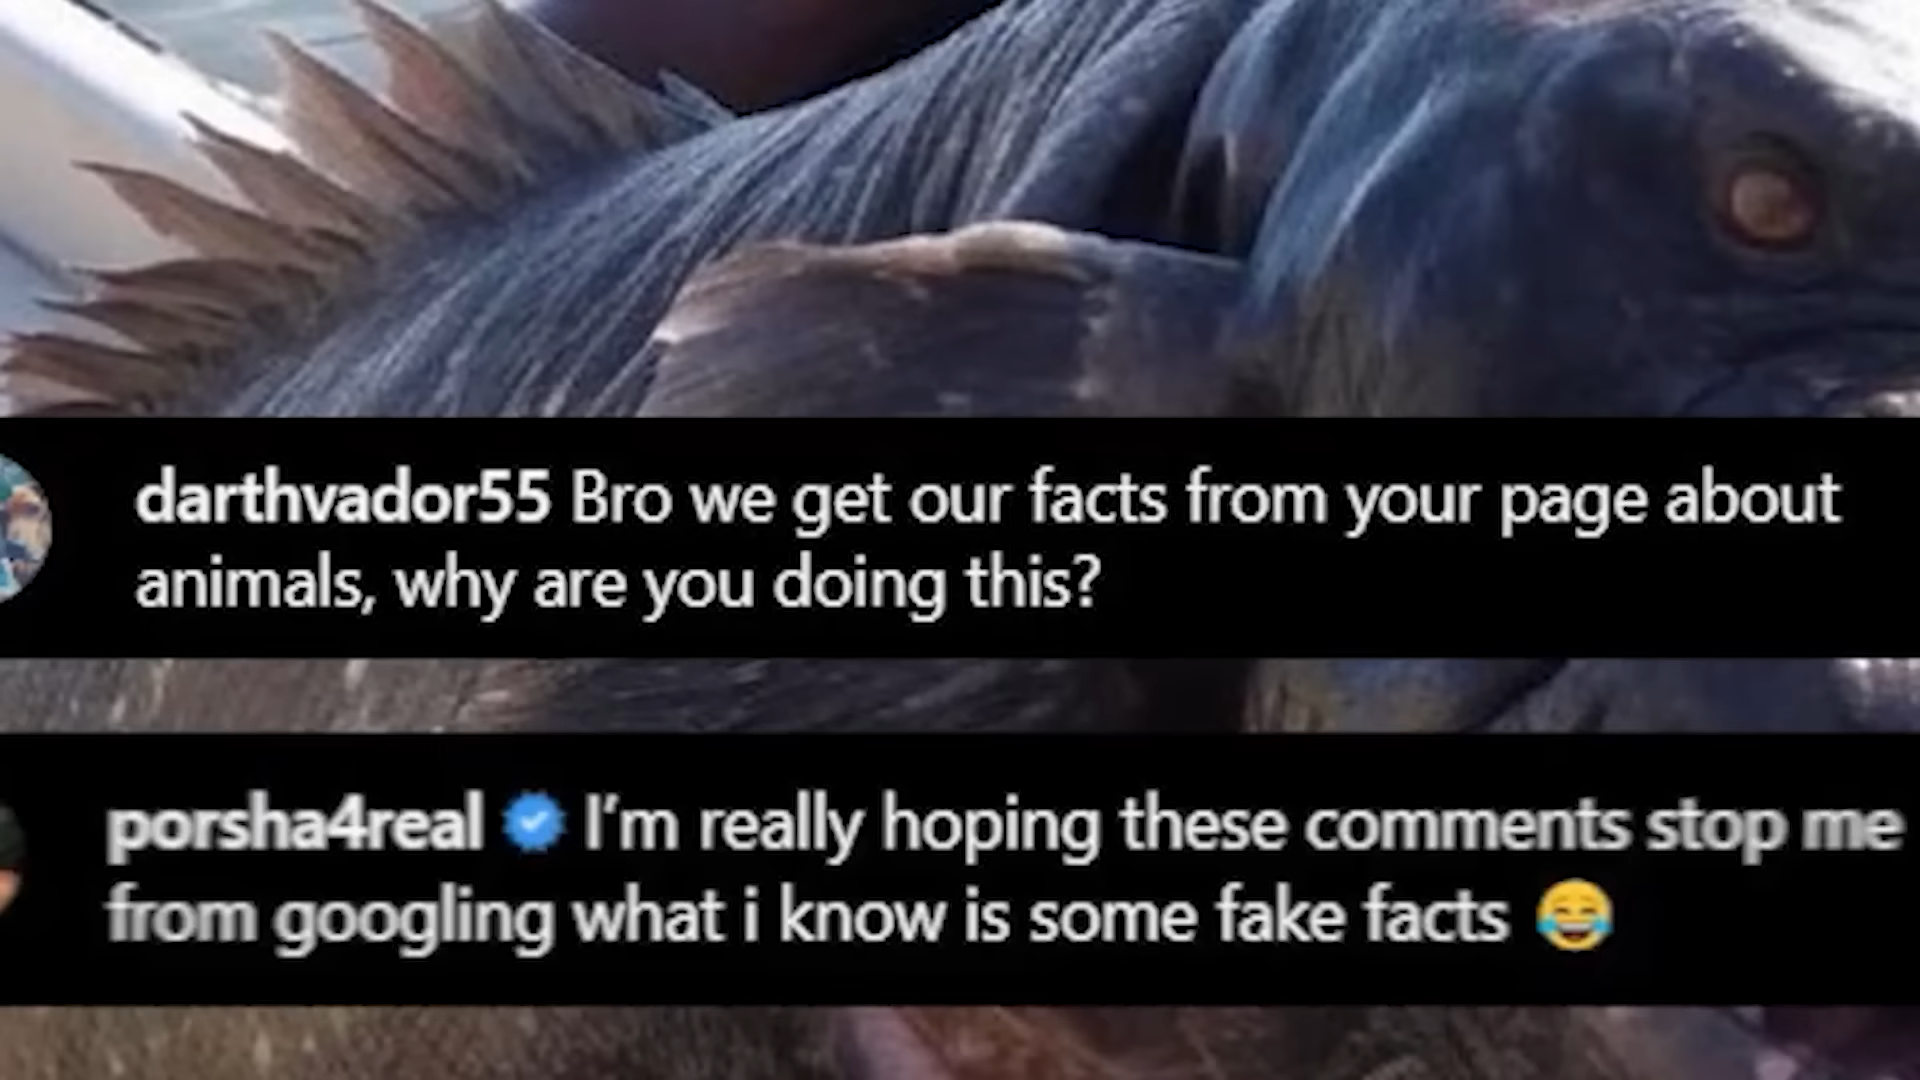 darthvador55 Bro we get our facts from your page about
animals, why are you doing this?
porsha4real I'm really hoping these comments stop me
from googling what i know is some fake facts 😂